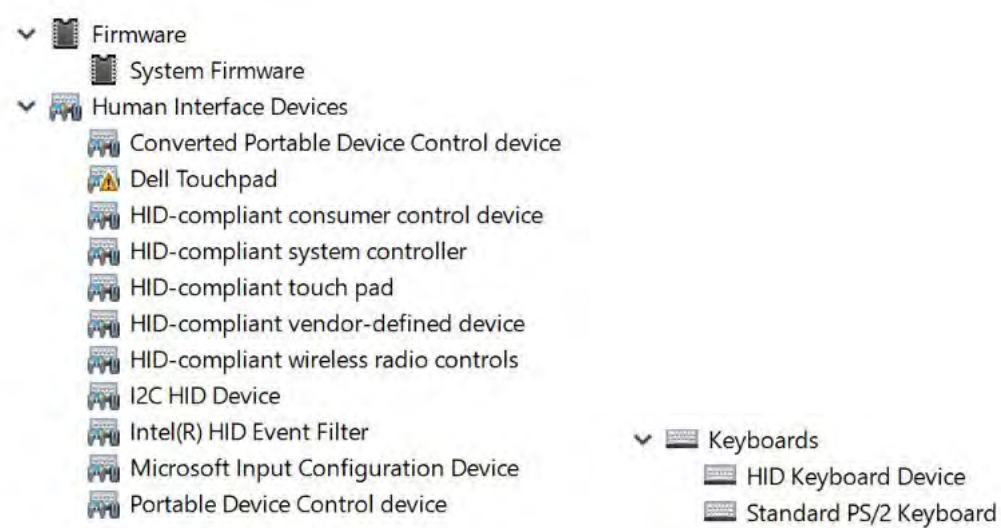 Firmware
System Firmware
Human Interface Devices
Converted Portable Device Control device
Dell Touchpad
HID-compliant consumer control device
HID-compliant system controller
HID-compliant touch pad
HID-compliant vendor-defined device
HID-compliant wireless radio controls
I2C HID Device
Intel(R) HID Event Filter
Microsoft Input Configuration Device
Portable Device Control device
Keyboards
HID Keyboard Device
Standard PS/2 Keyboard